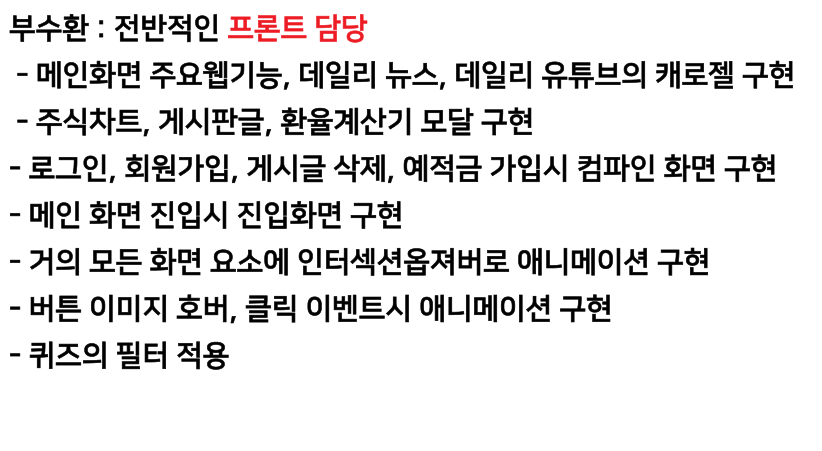 부수환 : 전반적인 프론트 담당
- 메인화면 주요웹기능, 데일리 뉴스, 데일리 유튜브의 캐로젤 구현
- 주식차트, 게시판글, 환율계산기 모달 구현
- 로그인, 회원가입, 게시글 삭제, 예적금 가입시 컴파인 화면 구현
- 메인 화면 진입시 진입화면 구현
- 거의 모든 화면 요소에 인터섹션옵져버로 애니메이션 구현
- 버튼 이미지 호버, 클릭 이벤트시 애니메이션 구현
- 퀴즈의 필터 적용